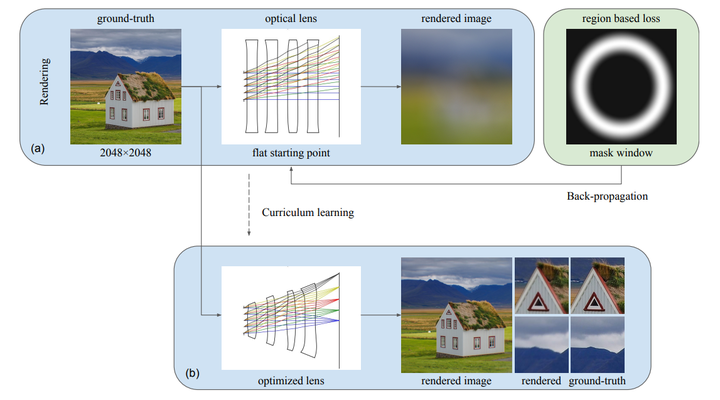 ground-truth
optical lens
rendered image
region based loss
Rendering
(a)
2048×2048
flat starting point
mask window
Back-propagation
Curriculum learning
(b)
optimized lens
rendered image
rendered
ground-truth